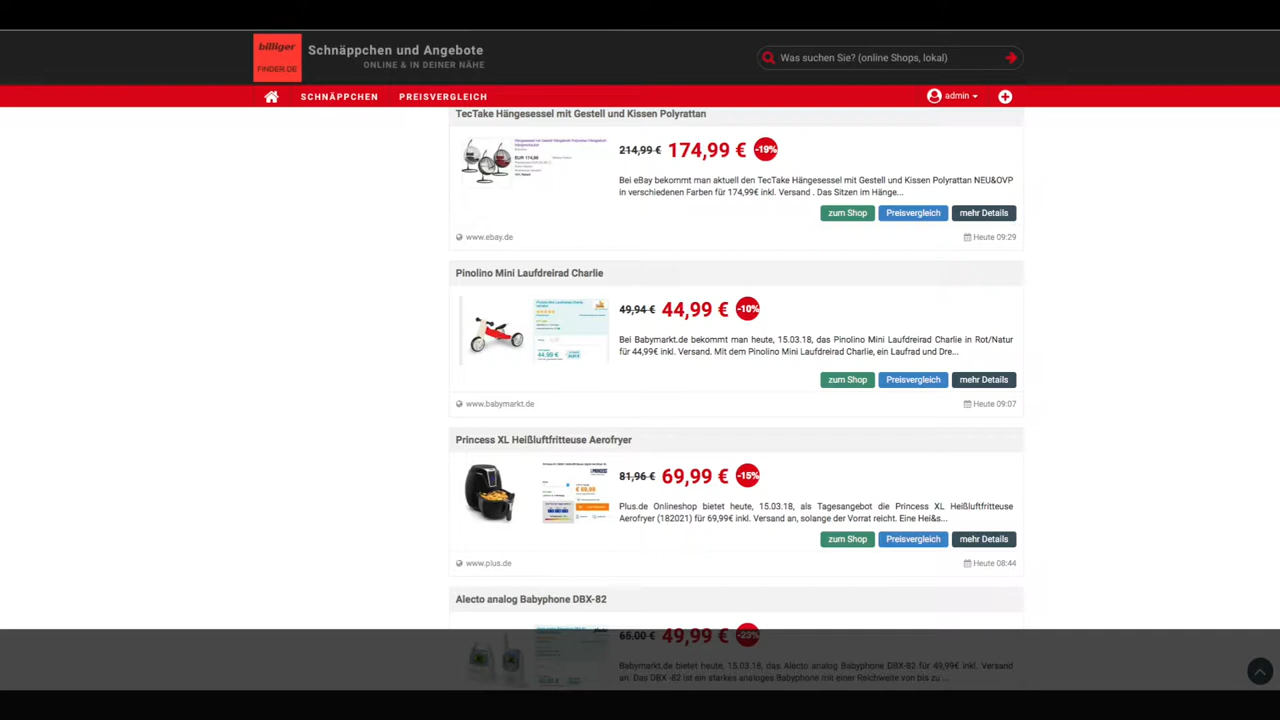 billiger
FINDER.DE
Schnäppchen und Angebote
ONLINE & IN DEINER NÄHE
Was suchen Sie? (online Shops, lokal)
SCHNÄPPCHEN
PREISVERGLEICH
admin
TecTake Hängesessel mit Gestell und Kissen Polyrattan
214,99 € 174,99 € -19%
Bei eBay bekommt man aktuell den TecTake Hängesessel mit Gestell und Kissen Polyrattan NEU&OVP
in verschiedenen Farben für 174,99€ inkl. Versand . Das Sitzen im Hänge...
zum Shop
Preisvergleich
mehr Details
www.ebay.de
Heute 09:29
Pinolino Mini Laufdreirad Charlie
49,94 € 44,99 € -10%
Bei Babymarkt.de bekommt man heute, 15.03.18, das Pinolino Mini Laufdreirad Charlie in Rot/Natur
für 44,99€ inkl. Versand. Mit dem Pinolino Mini Laufdreirad Charlie, ein Laufrad und Dre...
44,99 €
zum Shop
Preisvergleich
mehr Details
www.babymarkt.de
Heute 09:07
Princess XL Heißluftfritteuse Aerofryer
81,96 € 69,99 € -15%
Plus.de Onlineshop bietet heute, 15.03.18, als Tagesangebot die Princess XL Heißluftfritteuse
Aerofryer (182021) für 69,99€ inkl. Versand an, solange der Vorrat reicht. Eine Hei&s...
€ 69,99
zum Shop
Preisvergleich
mehr Details
www.plus.de
Heute 08:44
Alecto analog Babyphone DBX-82
65,00 € 49,99 € -23%
Babymarkt.de bietet heute, 15.03.18, das Alecto analog Babyphone DBX-82 für 49,99€ inkl. Versand
an. Das DBX -82 ist ein starkes analoges Babyphone mit einer Reichweite von bis zu ...